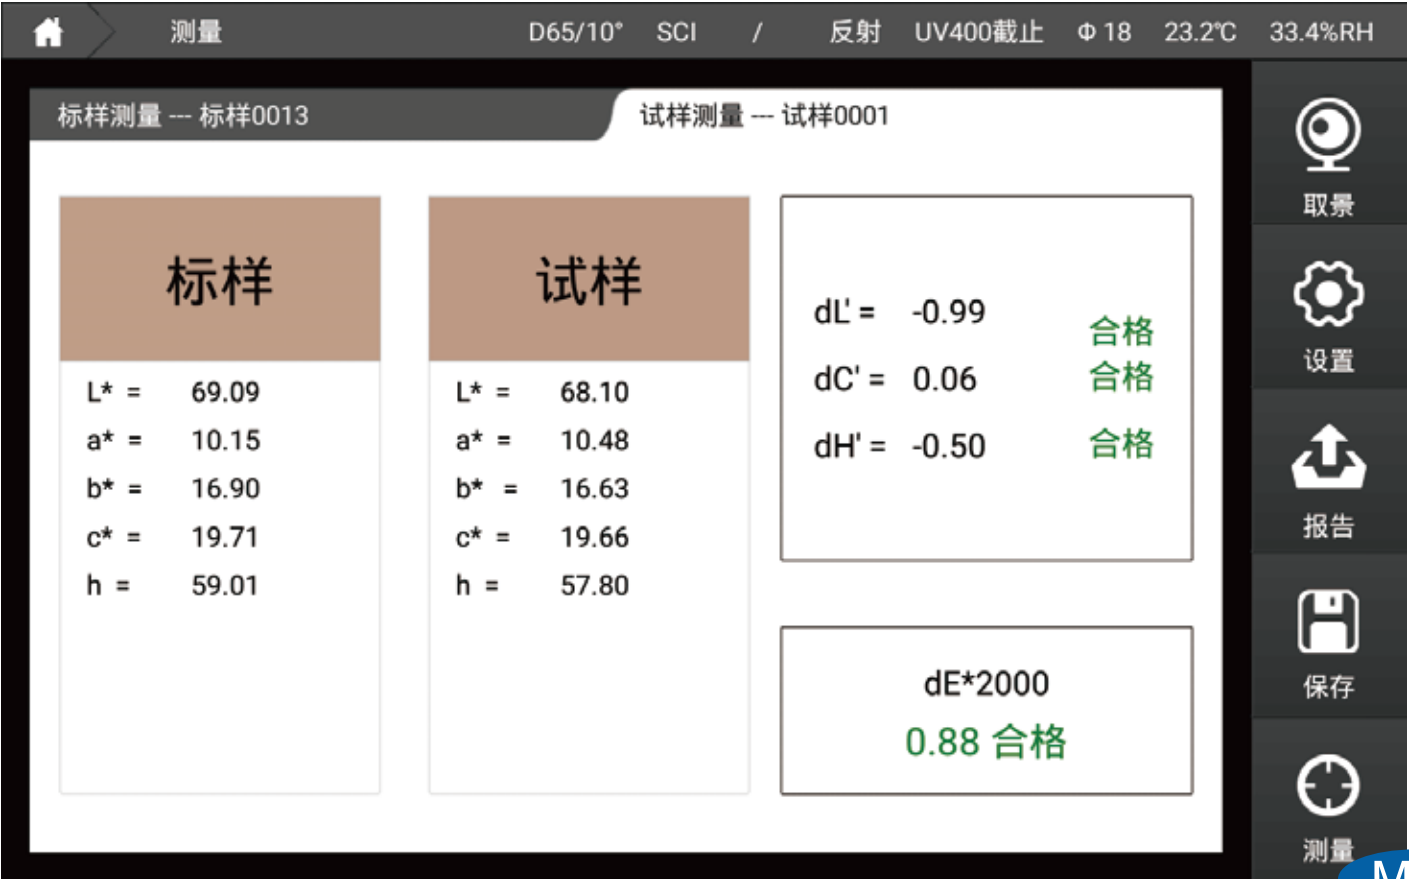 测量 D65/10° SCI / 反射 UV400截止 Φ 18 23.2℃ 33.4%RH
标样测量 --- 标样0013
试样测量 --- 试样0001
标样
L* = 69.09
a* = 10.15
b* = 16.90
c* = 19.71
h = 59.01
试样
L* = 68.10
a* = 10.48
b* = 16.63
c* = 19.66
h = 57.80
dL' = -0.99 合格
dC' = 0.06 合格
dH' = -0.50 合格
dE*2000
0.88 合格
取景
设置
报告
保存
测量
M